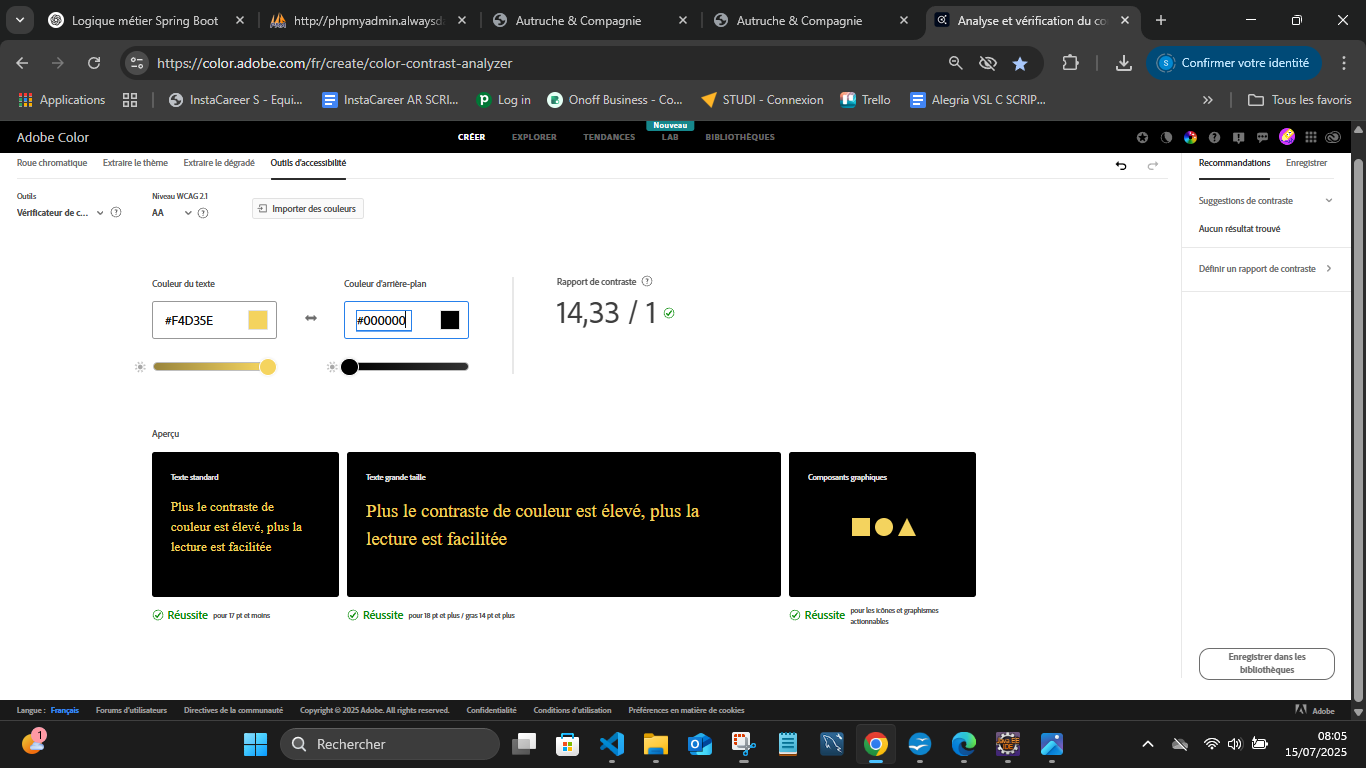 Logique métier Spring Boot
http://phpmyadmin.alwaysda
Autruche & Compagnie
Autruche & Compagnie
Analyse et vérification du co
https://color.adobe.com/fr/create/color-contrast-analyzer
S
Confirmer votre identité
Applications
InstaCareer S - Equi...
InstaCareer AR SCRI...
Log in
Onoff Business - Co...
STUDI - Connexion
Trello
Alegria VSL C SCRIP...
»
Tous les favoris
Adobe Color
CRÉER
EXPLORER
TENDANCES
Nouveau
LAB
BIBLIOTHÈQUES
Roue chromatique
Extraire le thème
Extraire le dégradé
Outils d'accessibilité
Recommandations
Enregistrer
Outils
Vérificateur de c...
Niveau WCAG 2.1
AA
Importer des couleurs
Suggestions de contraste
Aucun résultat trouvé
Définir un rapport de contraste
Couleur du texte
#F4D35E
Couleur d'arrière-plan
#000000
Rapport de contraste
14,33 / 1
Aperçu
Texte standard
Plus le contraste de
couleur est élevé, plus la
lecture est facilitée
Texte grande taille
Plus le contraste de couleur est élevé, plus la
lecture est facilitée
Composants graphiques
Réussite pour 17 pt et moins
Réussite pour 18 pt et plus / gras 14 pt et plus
Réussite pour les icônes et graphismes
actionnables
Enregistrer dans les
bibliothèques
Langue : Français
Forums d'utilisateurs
Directives de la communauté
Copyright © 2025 Adobe. All rights reserved.
Confidentialité
Conditions d'utilisation
Préférences en matière de cookies
Adobe
1
Rechercher
08:05
15/07/2025